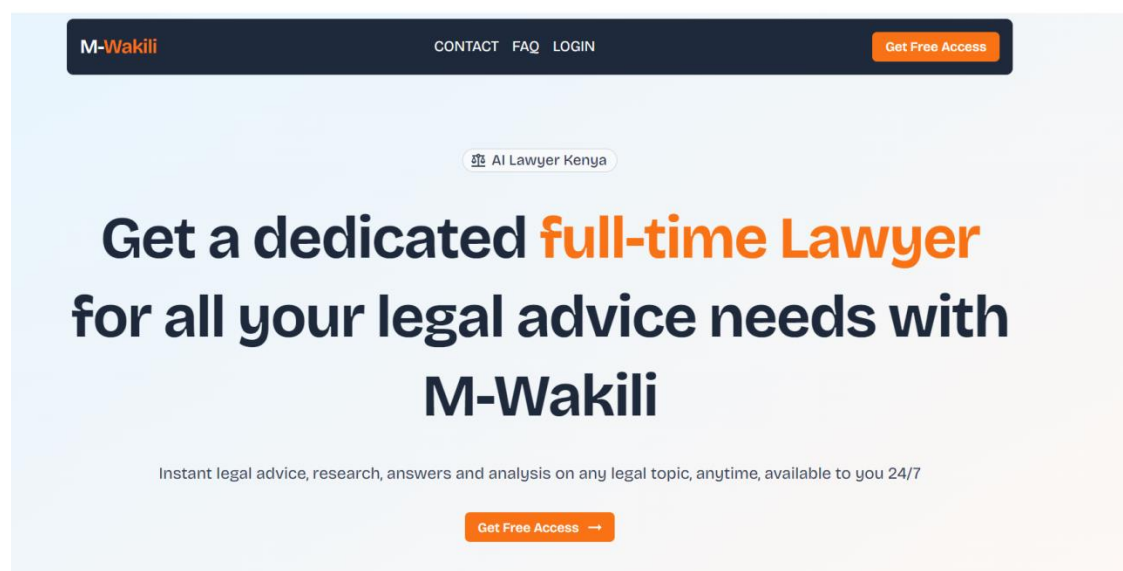 M-Wakili
CONTACT FAQ LOGIN
Get Free Access
AI Lawyer Kenya
Get a dedicated full-time Lawyer
for all your legal advice needs with
M-Wakili
Instant legal advice, research, answers and analysis on any legal topic, anytime, available to you 24/7
Get Free Access →